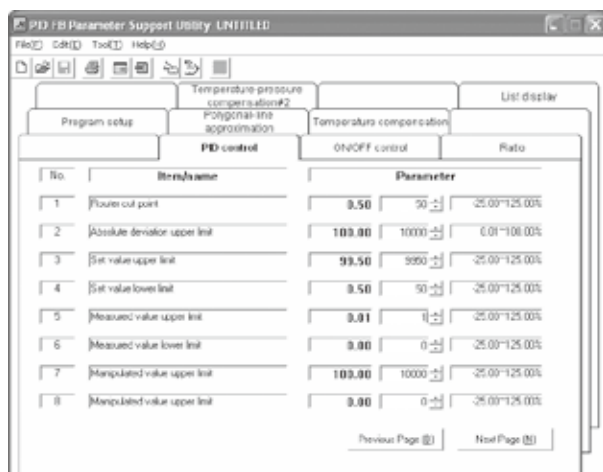 PID FB Parameter Support Utility UNTITLED
File(F) Edit(E) Tool(T) Help(H)
Temperature-pressure compensation#2 List display
Program setup Polygonal-line approximation Temperature compensation
PID control ON/OFF control Ratio
No. Item/name Parameter
1 Router cut point 0.50 50 -25.00~125.00%
2 Absolute deviation upper limit 100.00 10000 0.01~100.00%
3 Set value upper limit 99.50 9950 -25.00~125.00%
4 Set value lower limit 0.50 50 -25.00~125.00%
5 Measured value upper limit 0.01 1 -25.00~125.00%
6 Measured value lower limit 0.00 0 -25.00~125.00%
7 Manipulated value upper limit 100.00 10000 -25.00~125.00%
8 Manipulated value upper limit 0.00 0 -25.00~125.00%
Previous Page (B) Next Page (N)